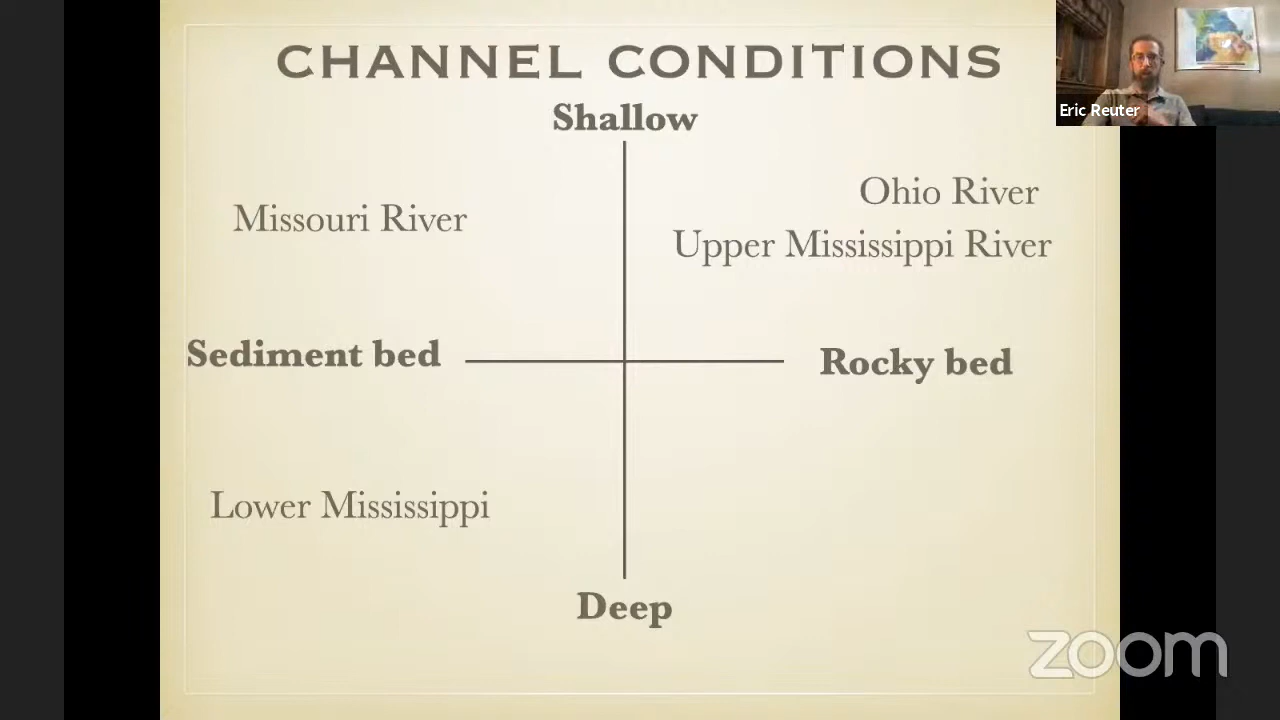 CHANNEL CONDITIONS
Eric Reuter
Shallow
Ohio River
Missouri River
Upper Mississippi River
Sediment bed
Rocky bed
Lower Mississippi
Deep
zoom